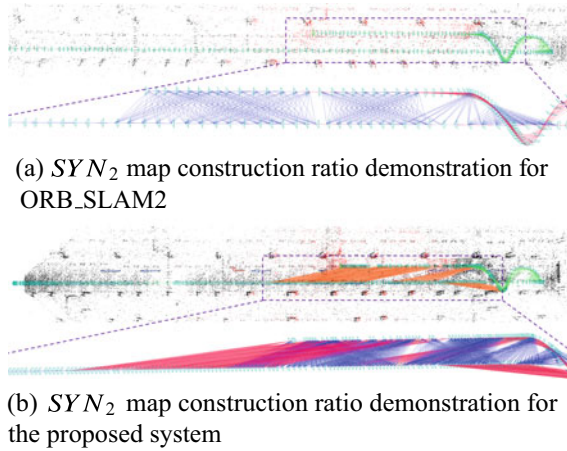 (a) SYN₂ map construction ratio demonstration for
ORB_SLAM2
(b) SYN₂ map construction ratio demonstration for
the proposed system